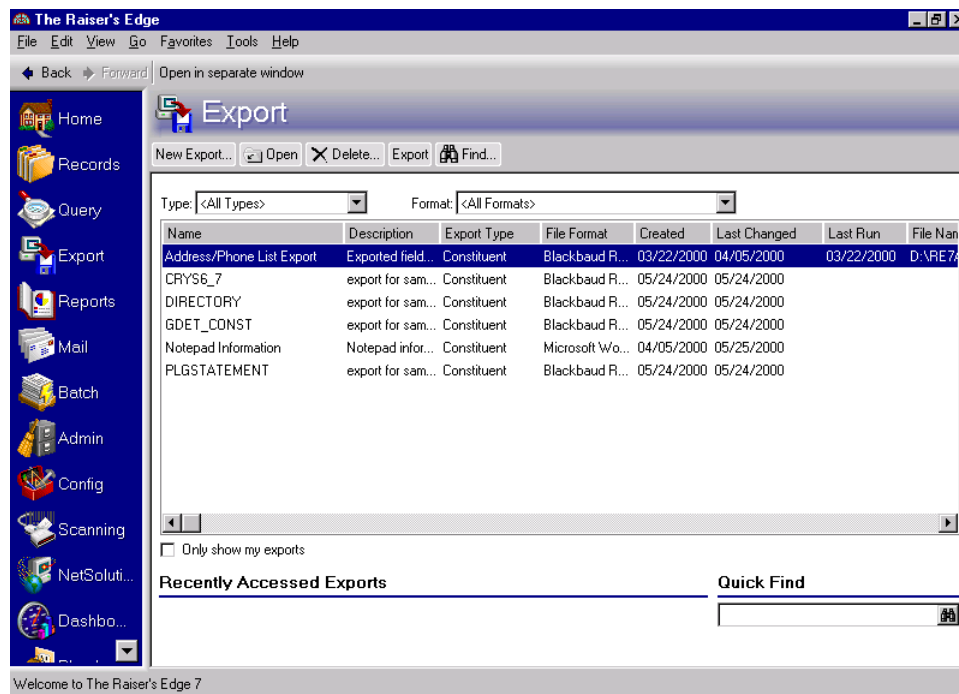 The Raiser's Edge
File Edit View Go Favorites Tools Help
Back Forward Open in separate window
Home
Records
Query
Export
Reports
Mail
Batch
Admin
Config
Scanning
NetSoluti...
Dashbo...
Export
New Export... Open Delete... Export Find...
Type: <All Types> Format: <All Formats>
Name Description Export Type File Format Created Last Changed Last Run File Nan
Address/Phone List Export Exported field... Constituent Blackbaud R... 03/22/2000 04/05/2000 03/22/2000 D:\RE7A
CRYS6_7 export for sam... Constituent Blackbaud R... 05/24/2000 05/24/2000
DIRECTORY export for sam... Constituent Blackbaud R... 05/24/2000 05/24/2000
GDET_CONST export for sam... Constituent Blackbaud R... 05/24/2000 05/24/2000
Notepad Information Notepad infor... Constituent Microsoft Wo... 04/05/2000 05/25/2000
PLGSTATEMENT export for sam... Constituent Blackbaud R... 05/24/2000 05/24/2000
Only show my exports
Recently Accessed Exports Quick Find
Welcome to The Raiser's Edge 7